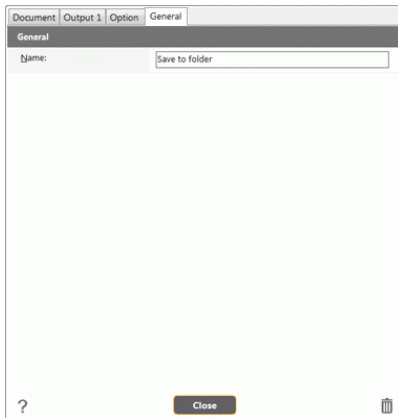 Document Output 1 Option General
General
Name: Save to folder
? Close